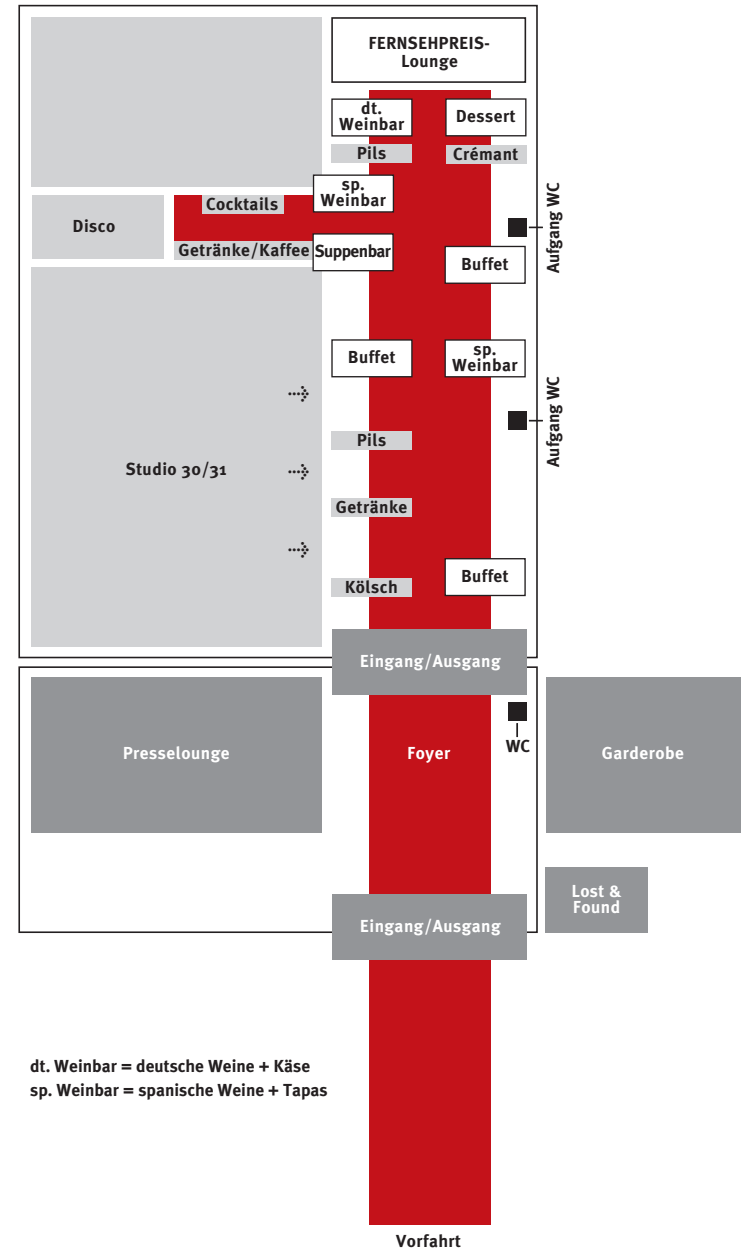 FERNSEHPREIS-
Lounge
dt.
Weinbar
Dessert
Pils
Crémant
sp.
Weinbar
Cocktails
Disco
Getränke/Kaffee
Suppenbar
Aufgang WC
Buffet
Buffet
sp.
Weinbar
Aufgang WC
Pils
Studio 30/31
Getränke
Buffet
Kölsch
Eingang/Ausgang
Presselounge
Foyer
WC
Garderobe
Lost &
Found
Eingang/Ausgang
dt. Weinbar = deutsche Weine + Käse
sp. Weinbar = spanische Weine + Tapas
Vorfahrt